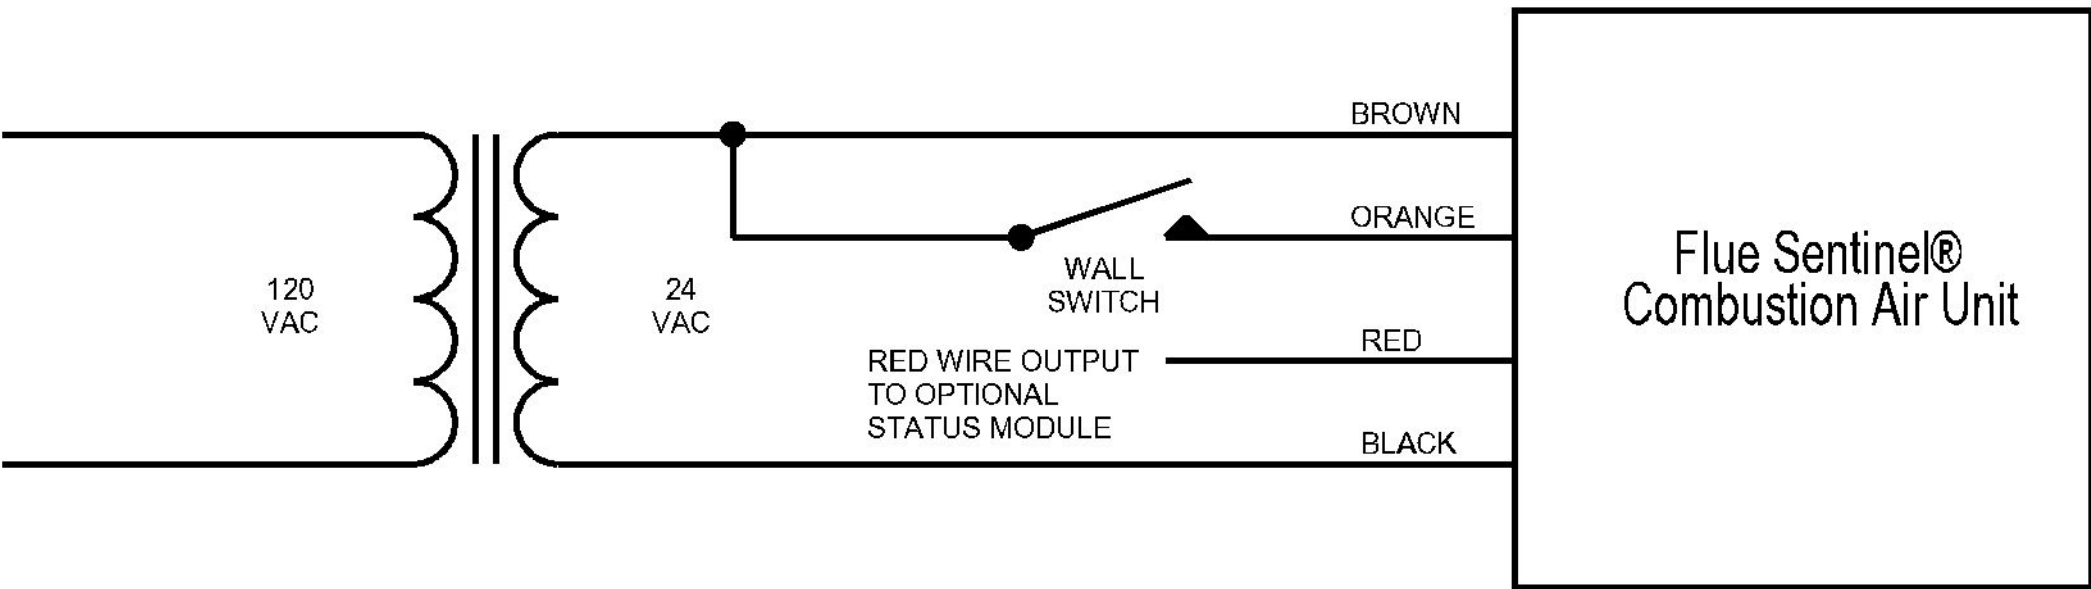 BROWN
ORANGE
Flue Sentinel®
Combustion Air Unit
120
VAC
24
VAC
WALL
SWITCH
RED
RED WIRE OUTPUT
TO OPTIONAL
STATUS MODULE
BLACK